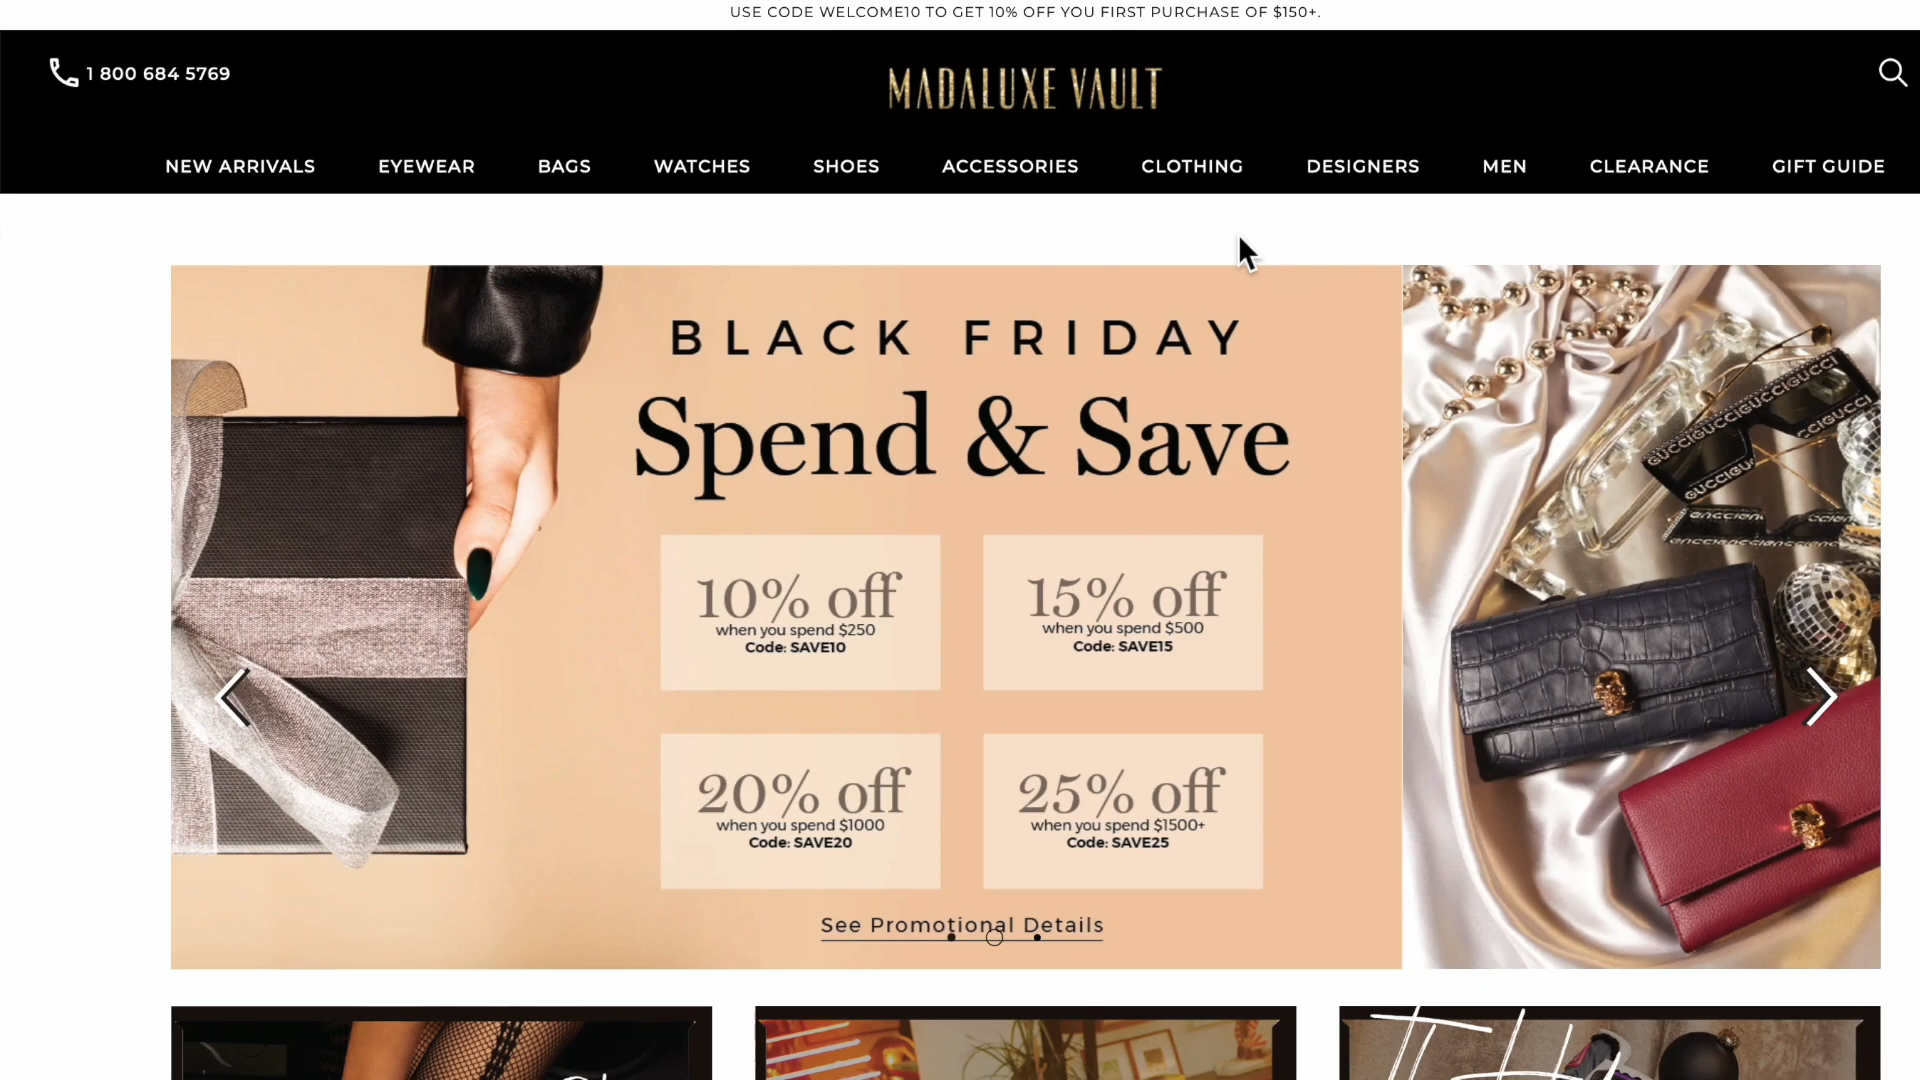 USE CODE WELCOME10 TO GET 10% OFF YOU FIRST PURCHASE OF $150+.
1 800 684 5769
MADALUXE VAULT
NEW ARRIVALS EYEWEAR BAGS WATCHES SHOES ACCESSORIES CLOTHING DESIGNERS MEN CLEARANCE GIFT GUIDE
BLACK FRIDAY
Spend & Save
10% off
when you spend $250
Code: SAVE10
15% off
when you spend $500
Code: SAVE15
20% off
when you spend $1000
Code: SAVE20
25% off
when you spend $1500+
Code: SAVE25
See Promotional Details
GUCCIGUCCIGUCCIGUCCI